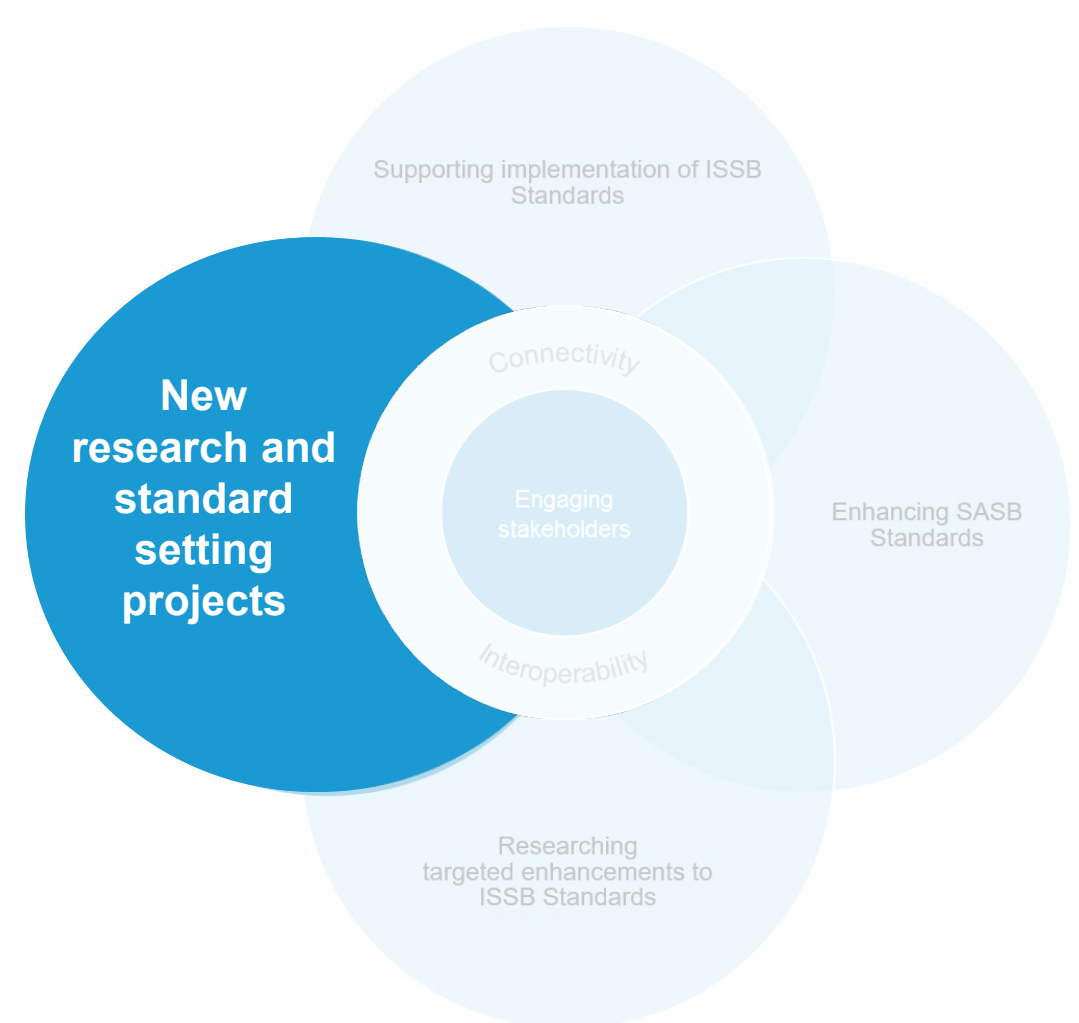 Supporting implementation of ISSB
Standards
New
research and
standard
setting
projects
Connectivity
Engaging
stakeholders
Interoperability
Enhancing SASB
Standards
Researching
targeted enhancements to
ISSB Standards